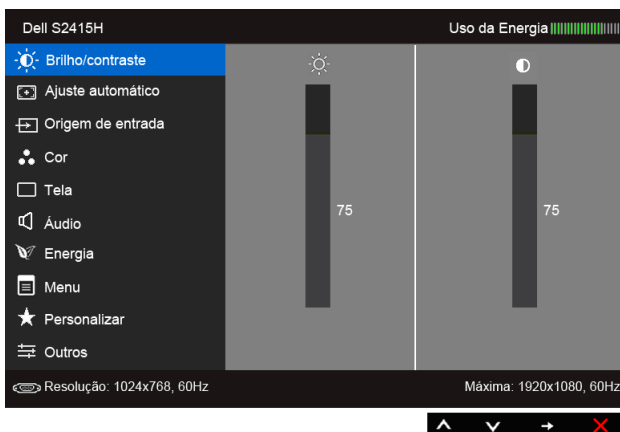 Dell S2415H
Uso da Energia
Brilho/contraste
Ajuste automático
Origem de entrada
Cor
Tela
Áudio
Energia
Menu
Personalizar
Outros
75
75
Resolução: 1024x768, 60Hz
Máxima: 1920x1080, 60Hz